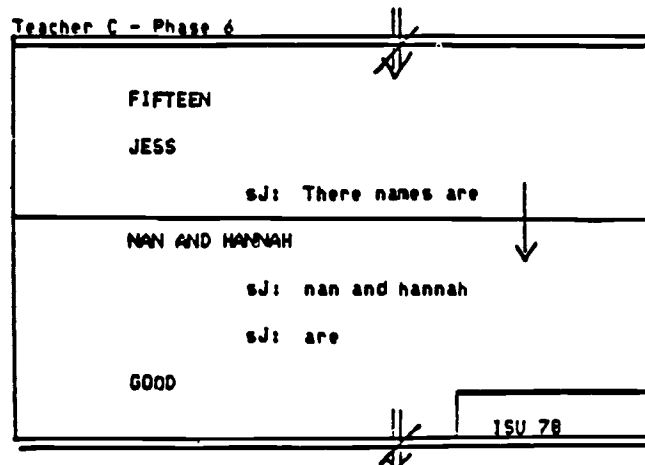 Teacher C - Phase 6
FIFTEEN
JESS
sJ: There names are
NAN AND HANNAH
sJ: nan and hannah
sJ: are
GOOD
ISU 78